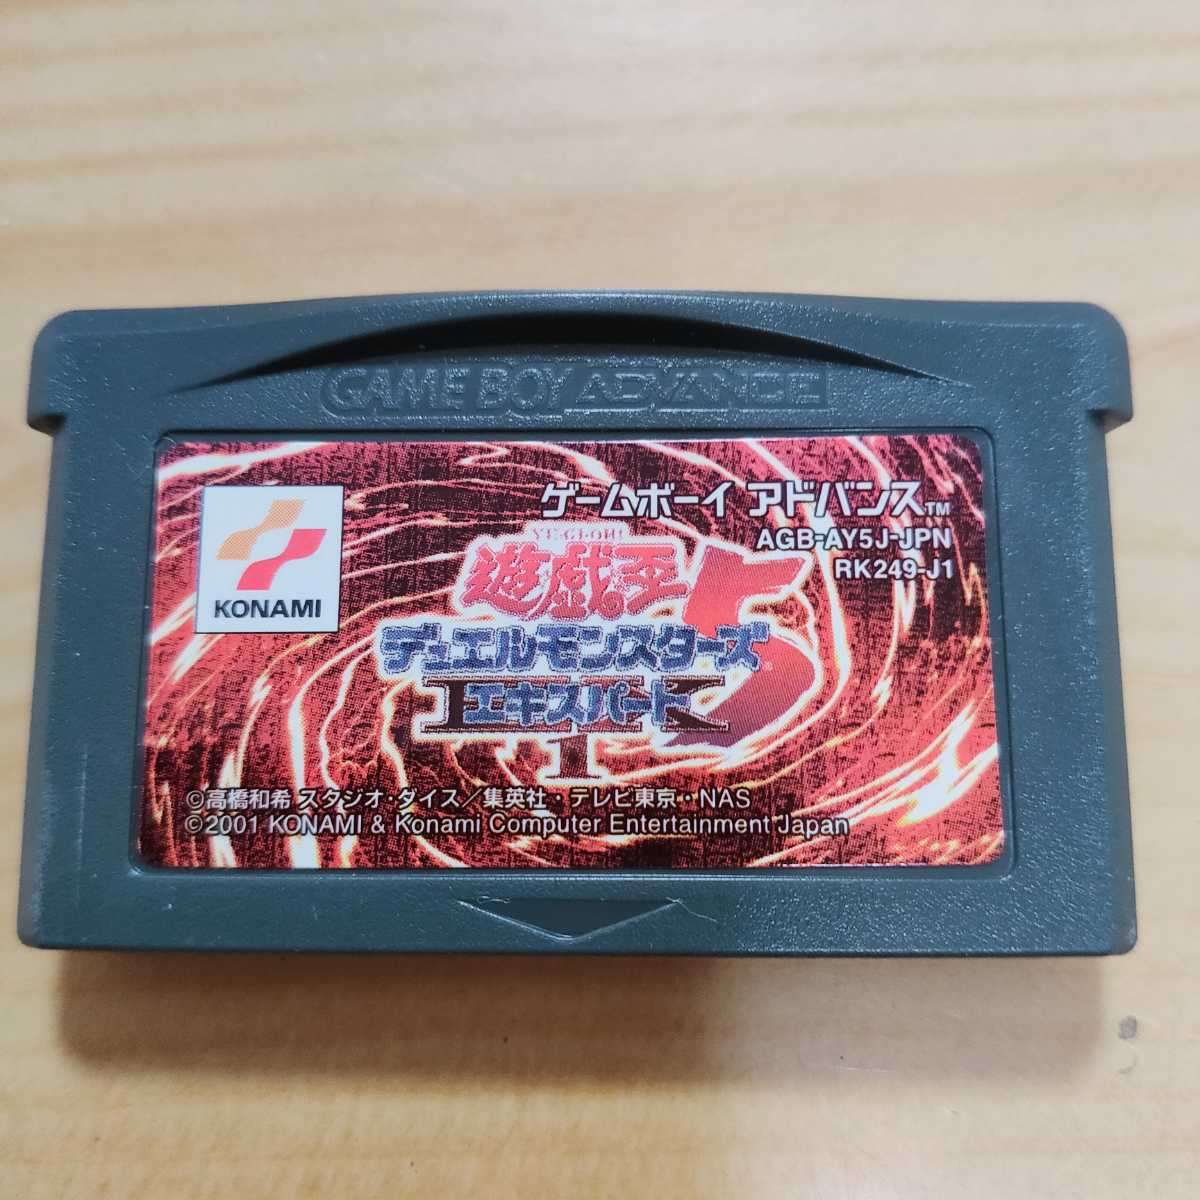 GAME BOY ADVANCE
ゲームボーイ アドバンス™
AGB-AY5J-JPN
RK249-J1
KONAMI
YU-GI-OH!
遊戯王 5
デュエルモンスターズ
エキスパート
1
©高橋和希 スタジオ・ダイス／集英社・テレビ東京・NAS
©2001 KONAMI & Konami Computer Entertainment Japan